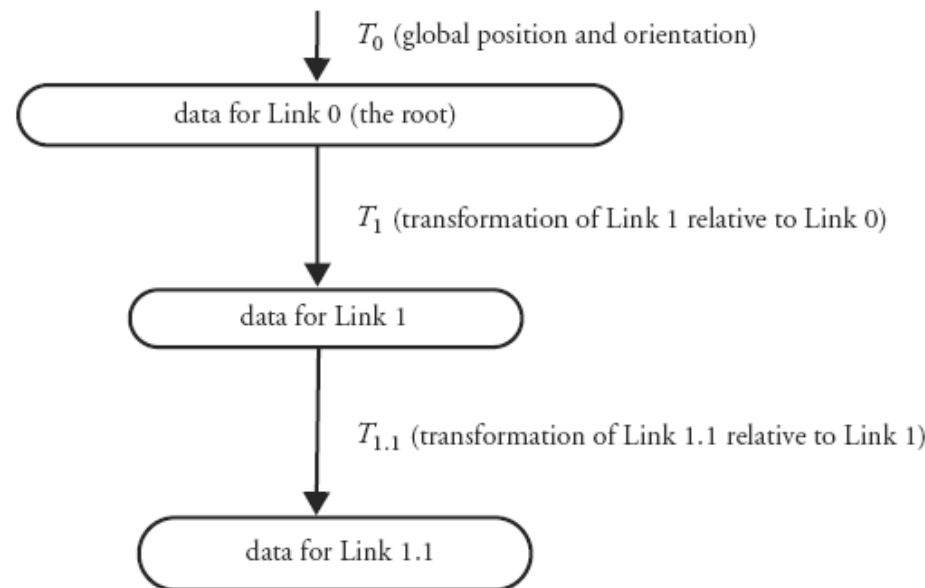 T0 (global position and orientation)
data for Link 0 (the root)
T1 (transformation of Link 1 relative to Link 0)
data for Link 1
T1.1 (transformation of Link 1.1 relative to Link 1)
data for Link 1.1